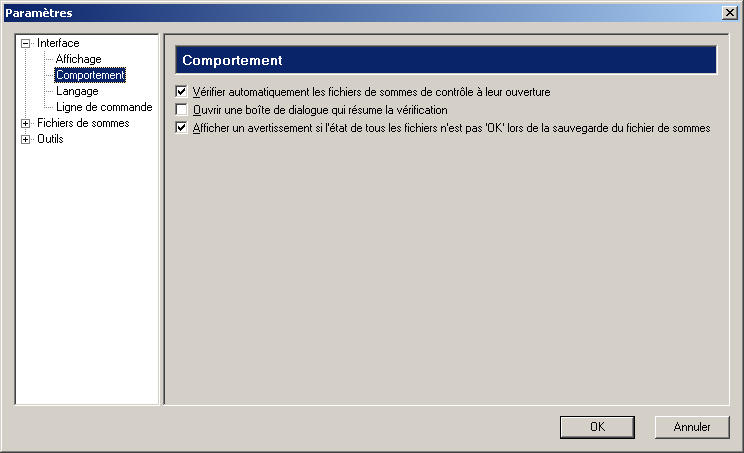 Paramètres
Interface
Affichage
Comportement
Langage
Ligne de commande
Fichiers de sommes
Outils
Comportement
Vérifier automatiquement les fichiers de sommes de contrôle à leur ouverture
Ouvrir une boîte de dialogue qui résume la vérification
Afficher un avertissement si l'état de tous les fichiers n'est pas 'OK' lors de la sauvegarde du fichier de sommes
OK
Annuler